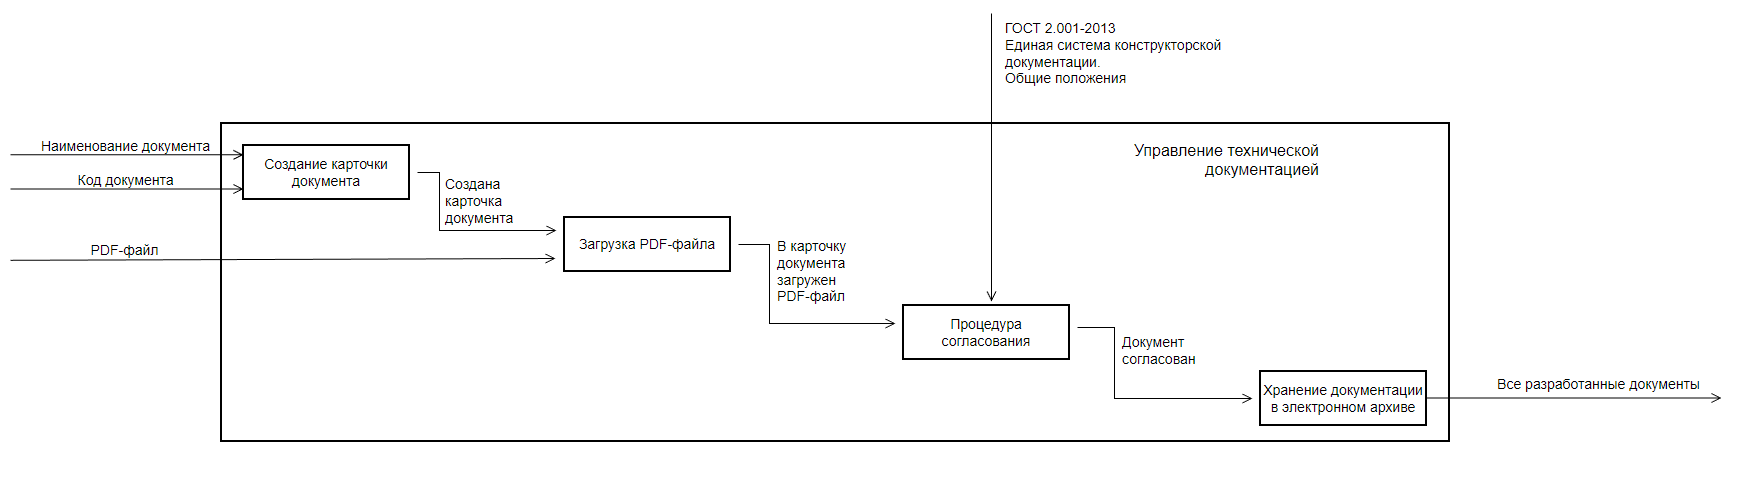 ГОСТ 2.001-2013
Единая система конструкторской
документации.
Общие положения
Управление технической
документацией
Наименование документа
Код документа
PDF-файл
Создание карточки
документа
Создана
карточка
документа
Загрузка PDF-файла
В карточку
документа
загружен
PDF-файл
Процедура
согласования
Документ
согласован
Хранение документации
в электронном архиве
Все разработанные документы